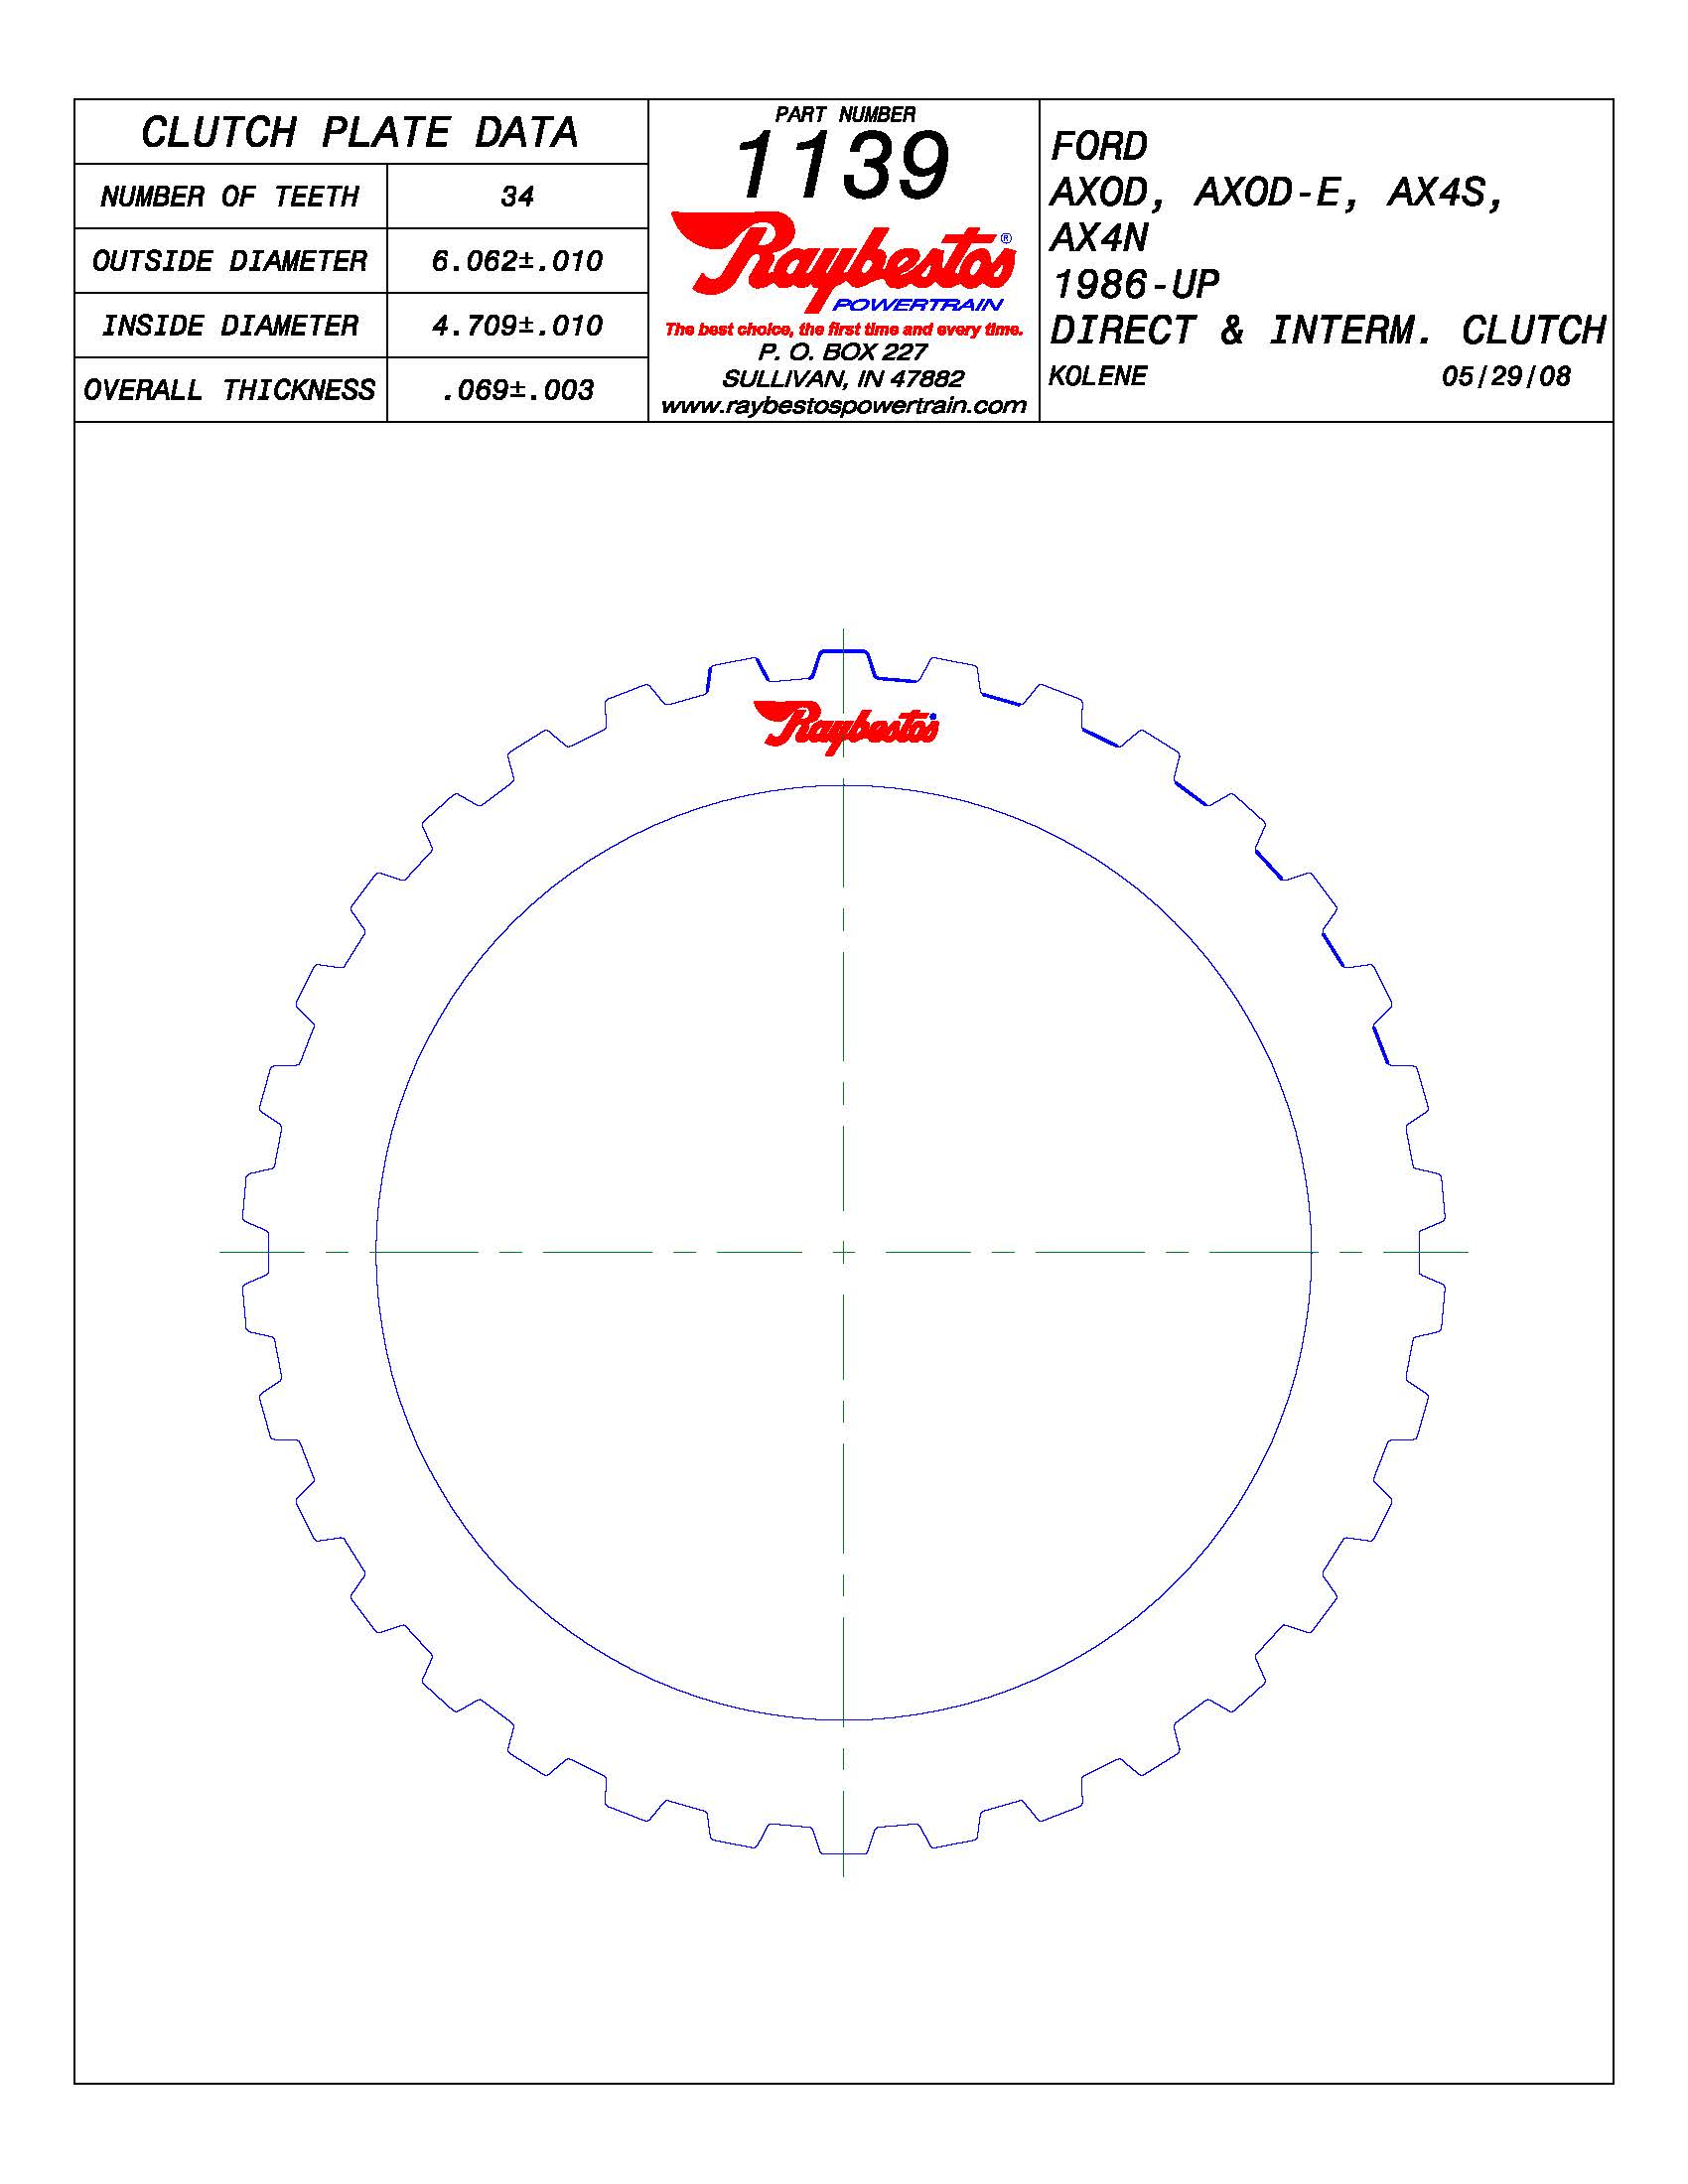 CLUTCH PLATE DATA
NUMBER OF TEETH 34
OUTSIDE DIAMETER 6.062±.010
INSIDE DIAMETER 4.709±.010
OVERALL THICKNESS .069±.003
PART NUMBER
1139
Raybestos®
POWERTRAIN
The best choice, the first time and every time.
P. O. BOX 227
SULLIVAN, IN 47882
www.raybestospowertrain.com
FORD
AXOD, AXOD-E, AX4S,
AX4N
1986-UP
DIRECT & INTERM. CLUTCH
KOLENE 05/29/08
Raybestos